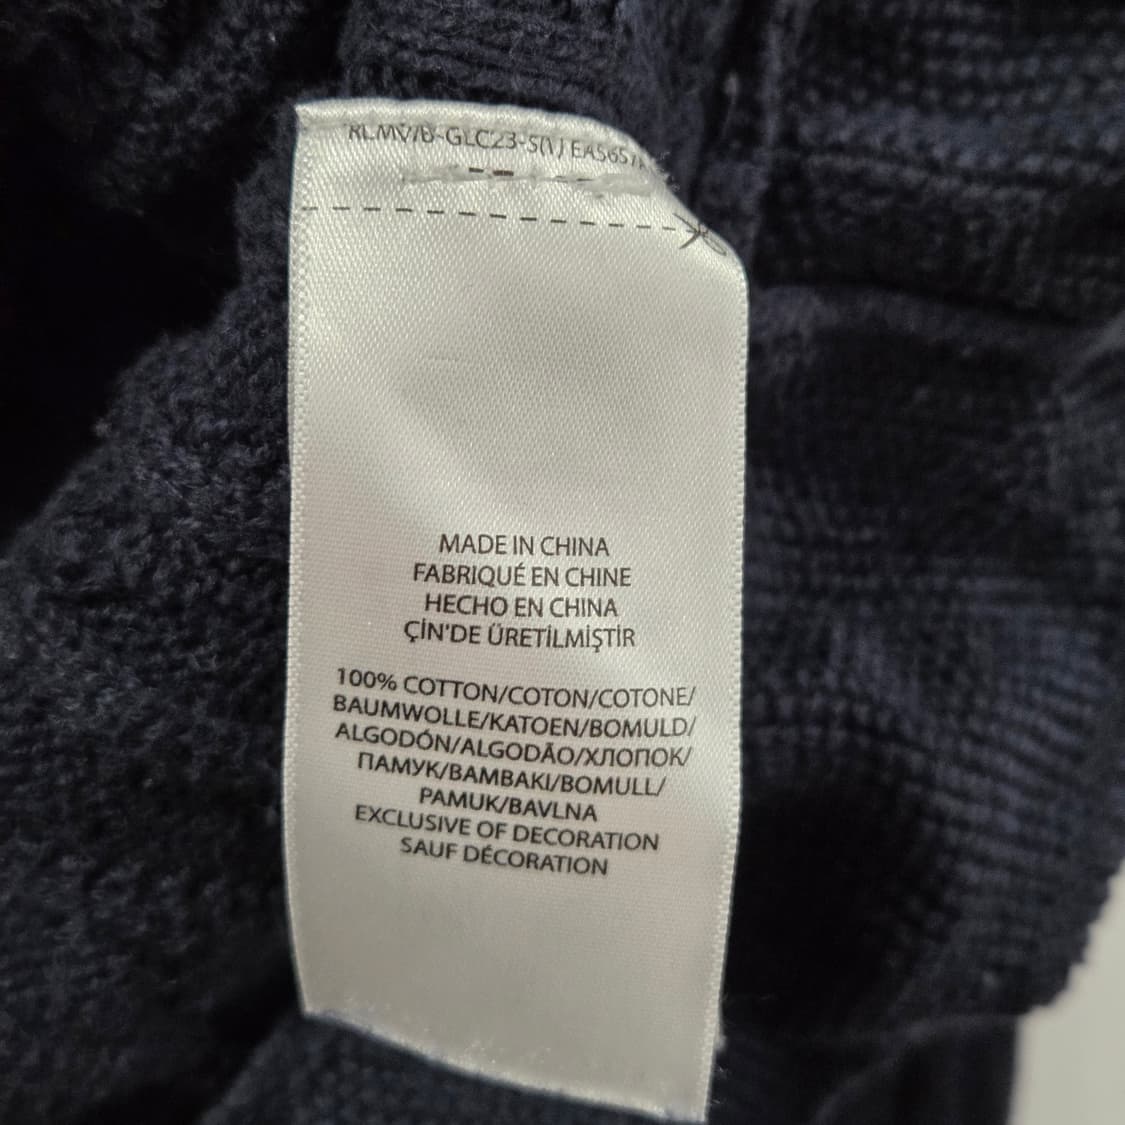 MADE IN CHINA
FABRIQUÉ EN CHINE
HECHO EN CHINA
ÇİN'DE ÜRETİLMİŞTİR
100% COTTON/COTON/COTONE/
BAUMWOLLE/KATOEN/BOMULD/
ALGODÓN/ALGODÃO/ХЛОПОК/
ПАМУК/BAMBAKI/BOMULL/
PAMUK/BAVLNA
EXCLUSIVE OF DECORATION
SAUF DÉCORATION